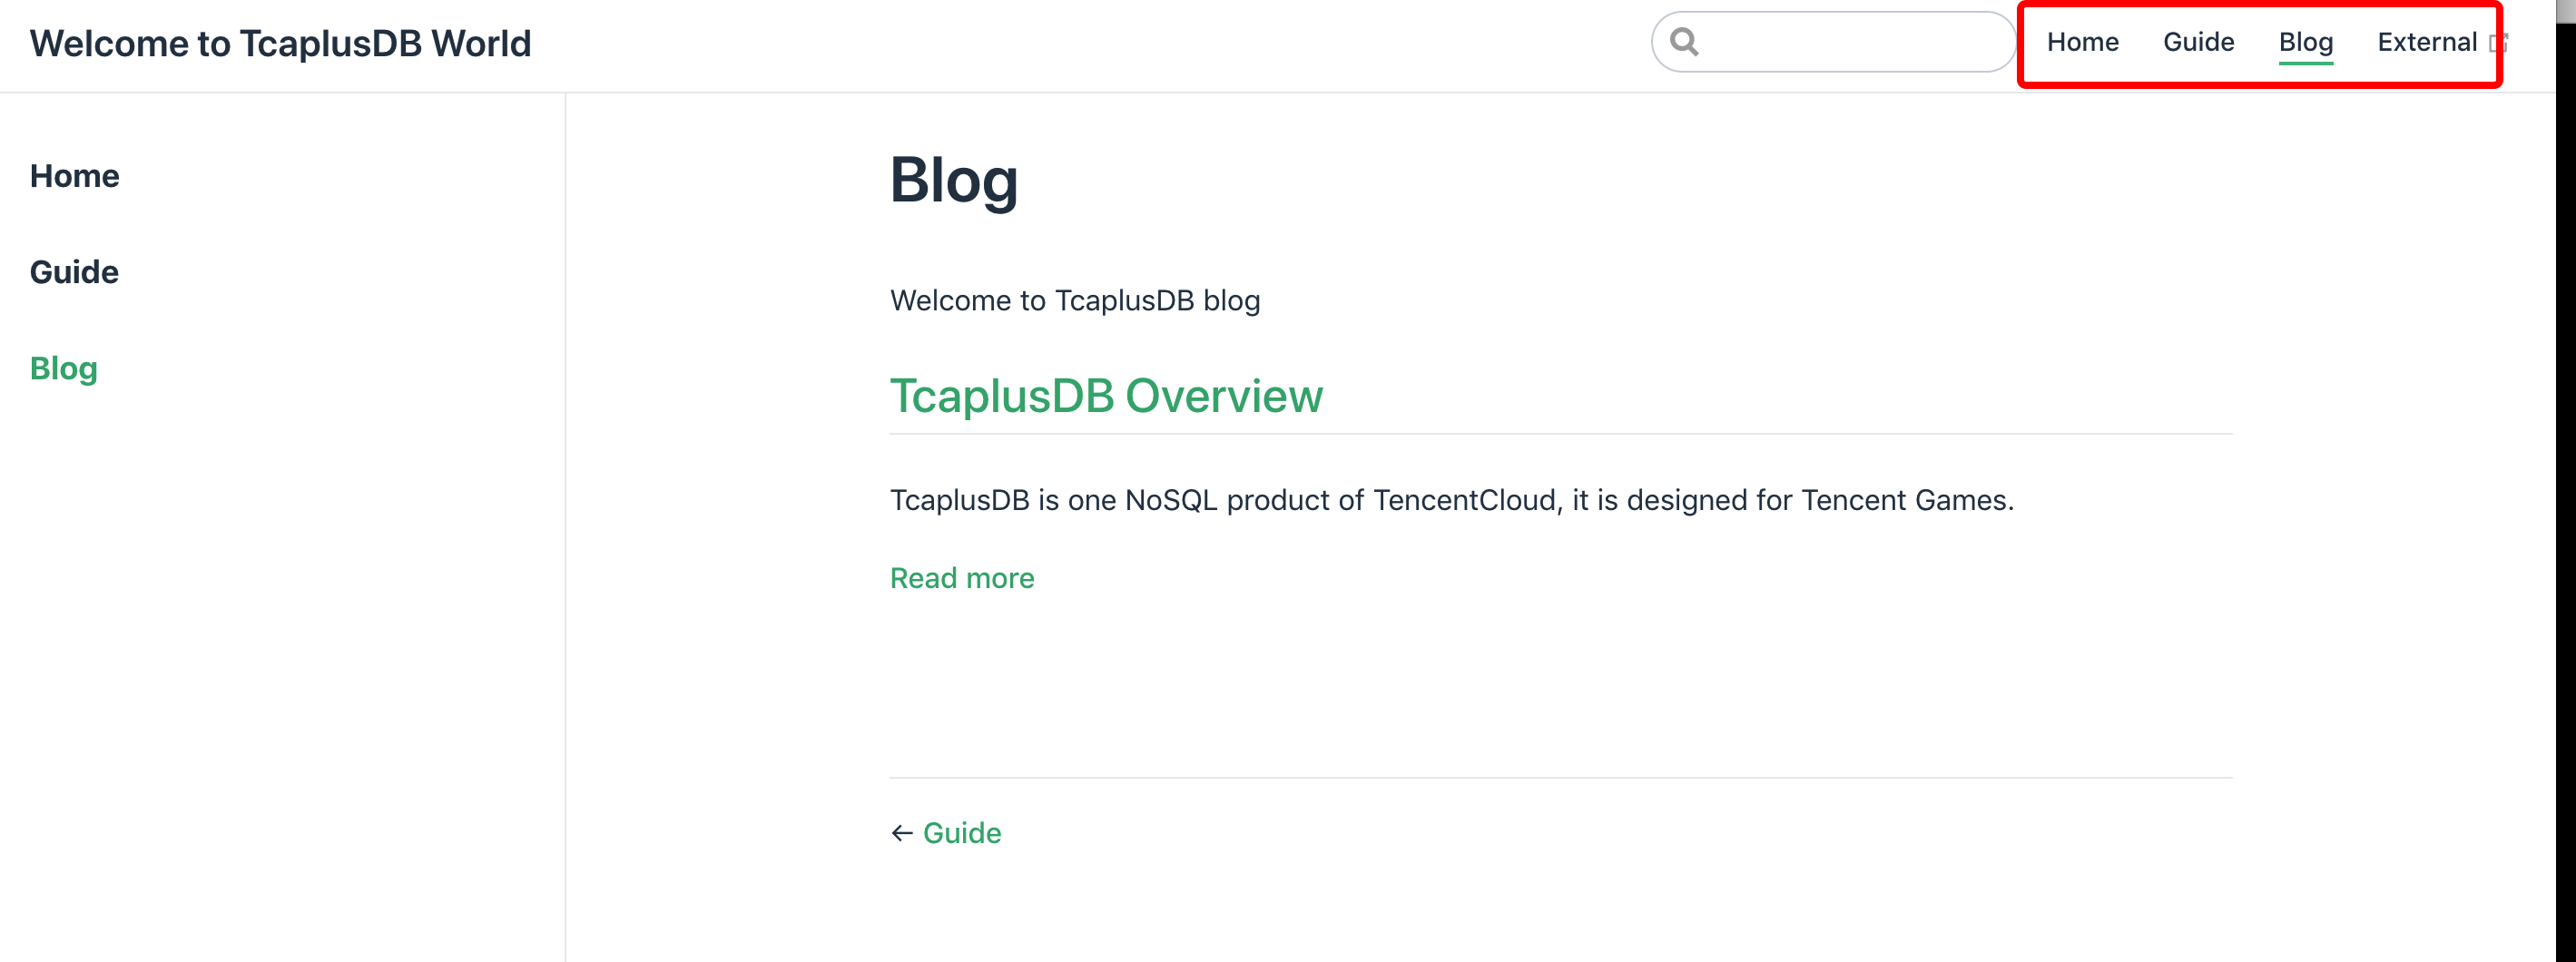 Welcome to TcaplusDB World
Home Guide Blog External
Home
Guide
Blog
Blog
Welcome to TcaplusDB blog
TcaplusDB Overview
TcaplusDB is one NoSQL product of TencentCloud, it is designed for Tencent Games.
Read more
← Guide